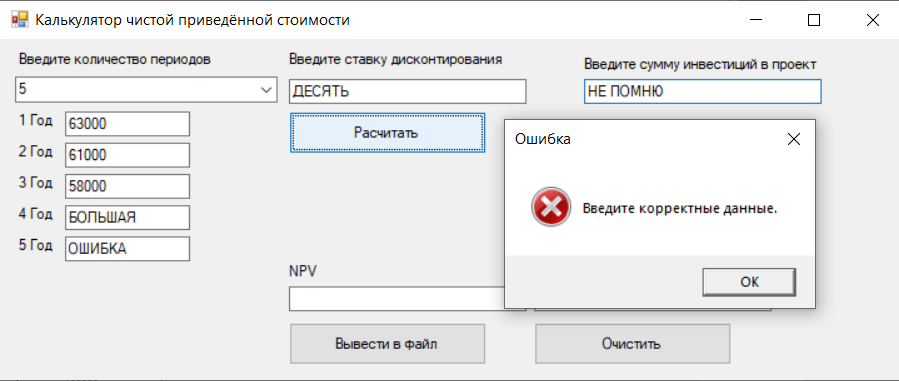 Калькулятор чистой приведённой стоимости
Введите количество периодов
Введите ставку дисконтирования
Введите сумму инвестиций в проект
5
ДЕСЯТЬ
НЕ ПОМНЮ
1 Год 63000
Расчитать
2 Год 61000
3 Год 58000
4 Год БОЛЬШАЯ
5 Год ОШИБКА
Ошибка
Введите корректные данные.
OK
NPV
Вывести в файл
Очистить